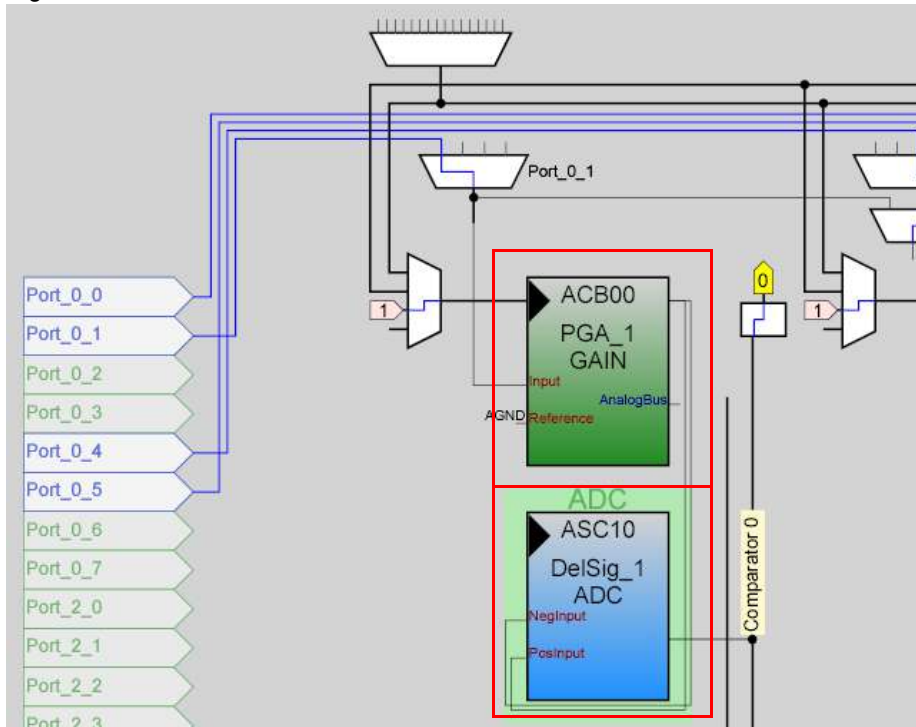 Port_0_1
Port_0_0
Port_0_1
Port_0_2
Port_0_3
Port_0_4
Port_0_5
Port_0_6
Port_0_7
Port_2_0
Port_2_1
Port_2_2
Port_2_3
1
ACB00
PGA_1
GAIN
Input
AnalogBus
AGND
Reference
ADC
ASC10
DelSig_1
ADC
NegInput
PosInput
0
Comparator 0
1